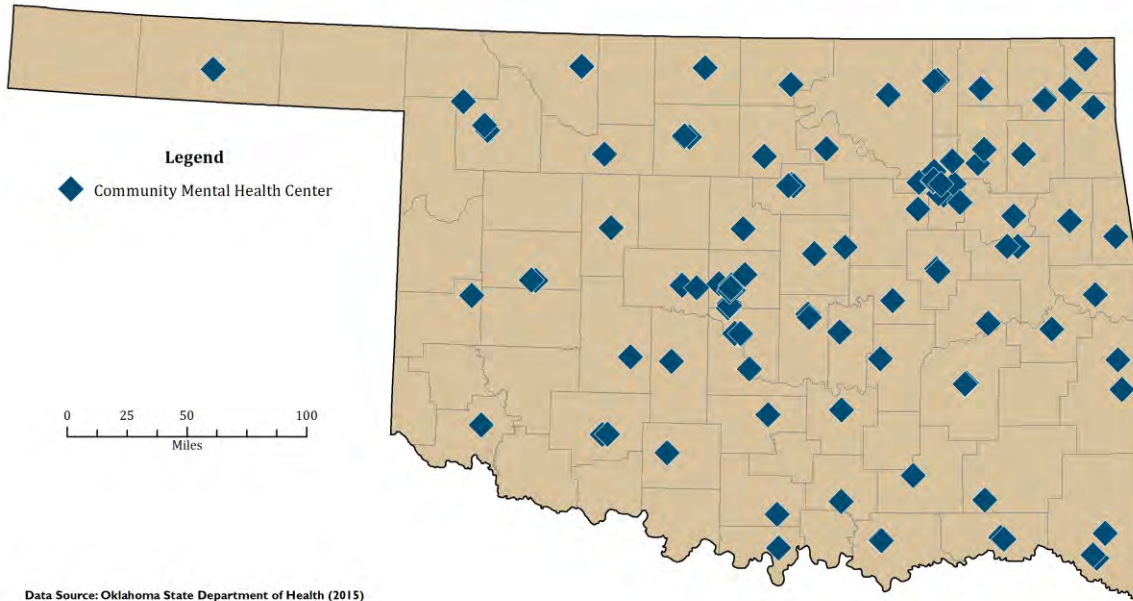 Legend
Community Mental Health Center
0 25 50 100
Miles
Data Source: Oklahoma State Department of Health (2015)